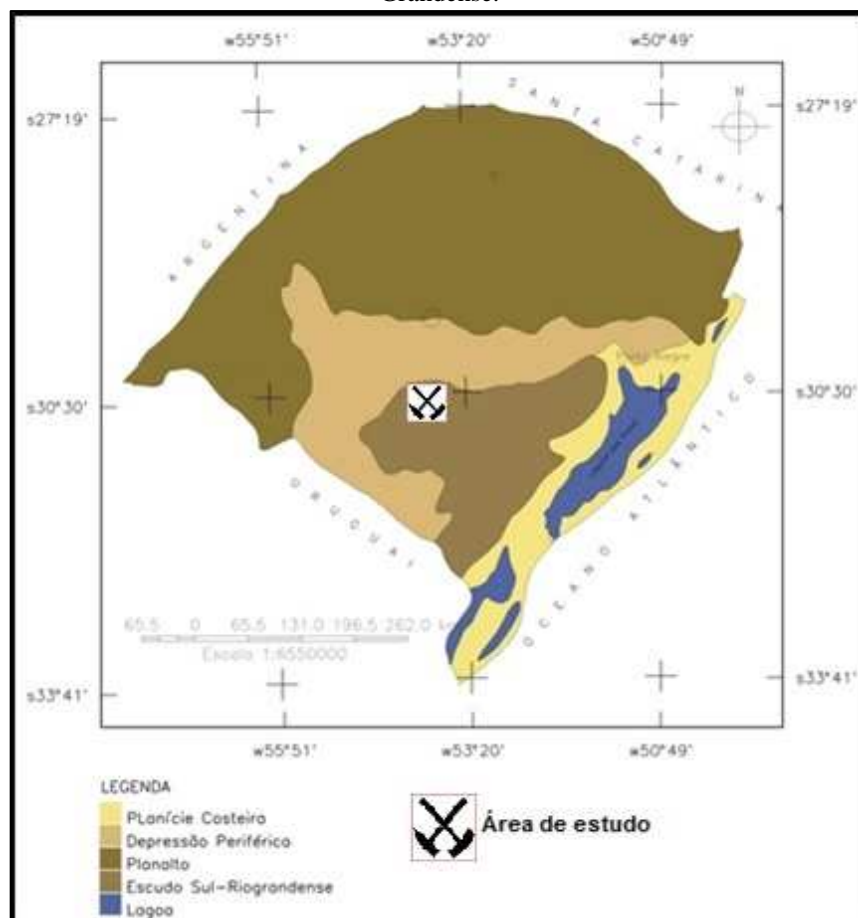 Grandense.
w55°51' w53°20' w50°49'
s27°19' s27°19'
N
SANTA CATARINA
ARGENTINA
Porto Alegre
s30°30' s30°30'
URUGUAI
OCEANO ATLÂNTICO
65.5 0 65.5 131.0 196.5 262.0
Escala 1:6550000
s33°41' s33°41'
w55°51' w53°20' w50°49'
LEGENDA
PLanície Costeira
Depressão Periférica
Planalto
Escudo Sul-Riograndense
Lagoa
Área de estudo